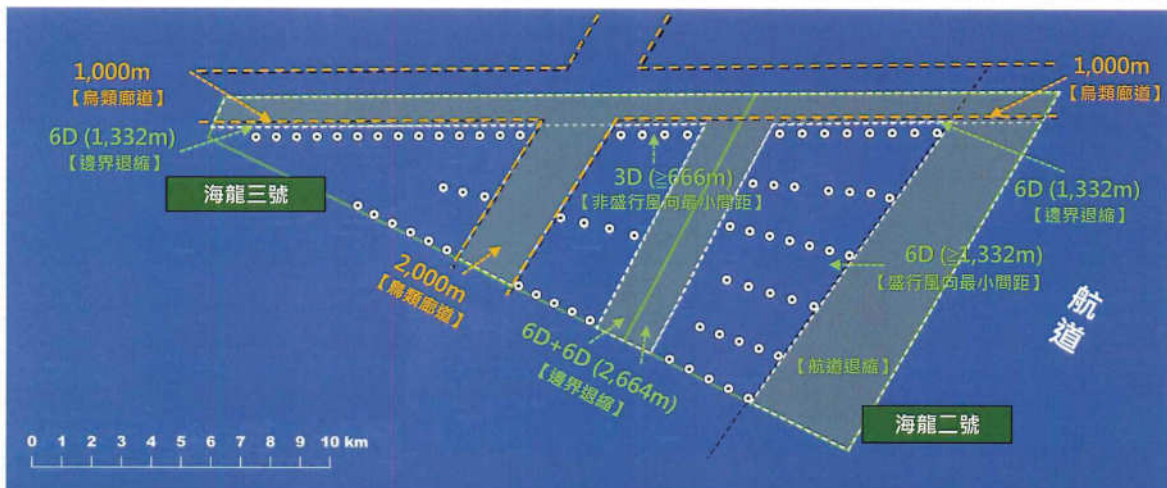 1,000m
【鳥類廊道】
1,000m
【鳥類廊道】
6D (1,332m)
【邊界退縮】
海龍三號
3D (≧666m)
【非盛行風向最小間距】
6D (1,332m)
【邊界退縮】
2,000m
【鳥類廊道】
6D (≧1,332m)
【盛行風向最小間距】
航道
6D+6D (2,664m)
【邊界退縮】
【航道退縮】
海龍二號
0 1 2 3 4 5 6 7 8 9 10 km